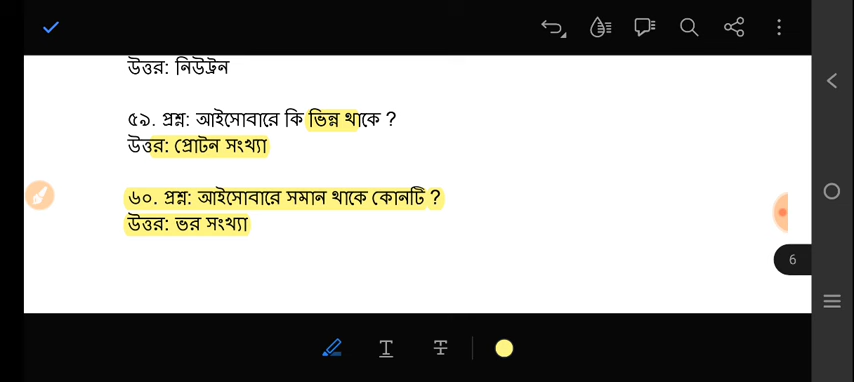 উত্তর: নিউট্রন
৫৯. প্রশ্ন: আইসোবারে কি ভিন্ন থাকে ?
উত্তর: প্রোটন সংখ্যা
৬০. প্রশ্ন: আইসোবারে সমান থাকে কোনটি ?
উত্তর: ভর সংখ্যা
6